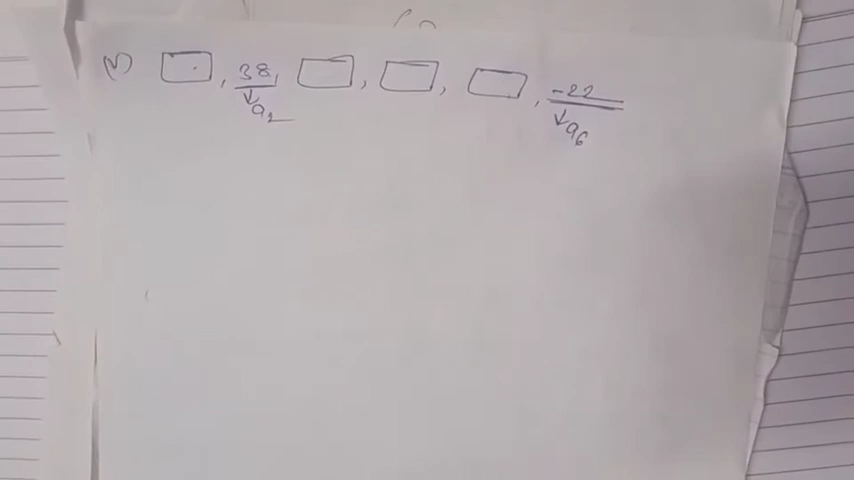 (v) , 38, , , , -22
a2 a6